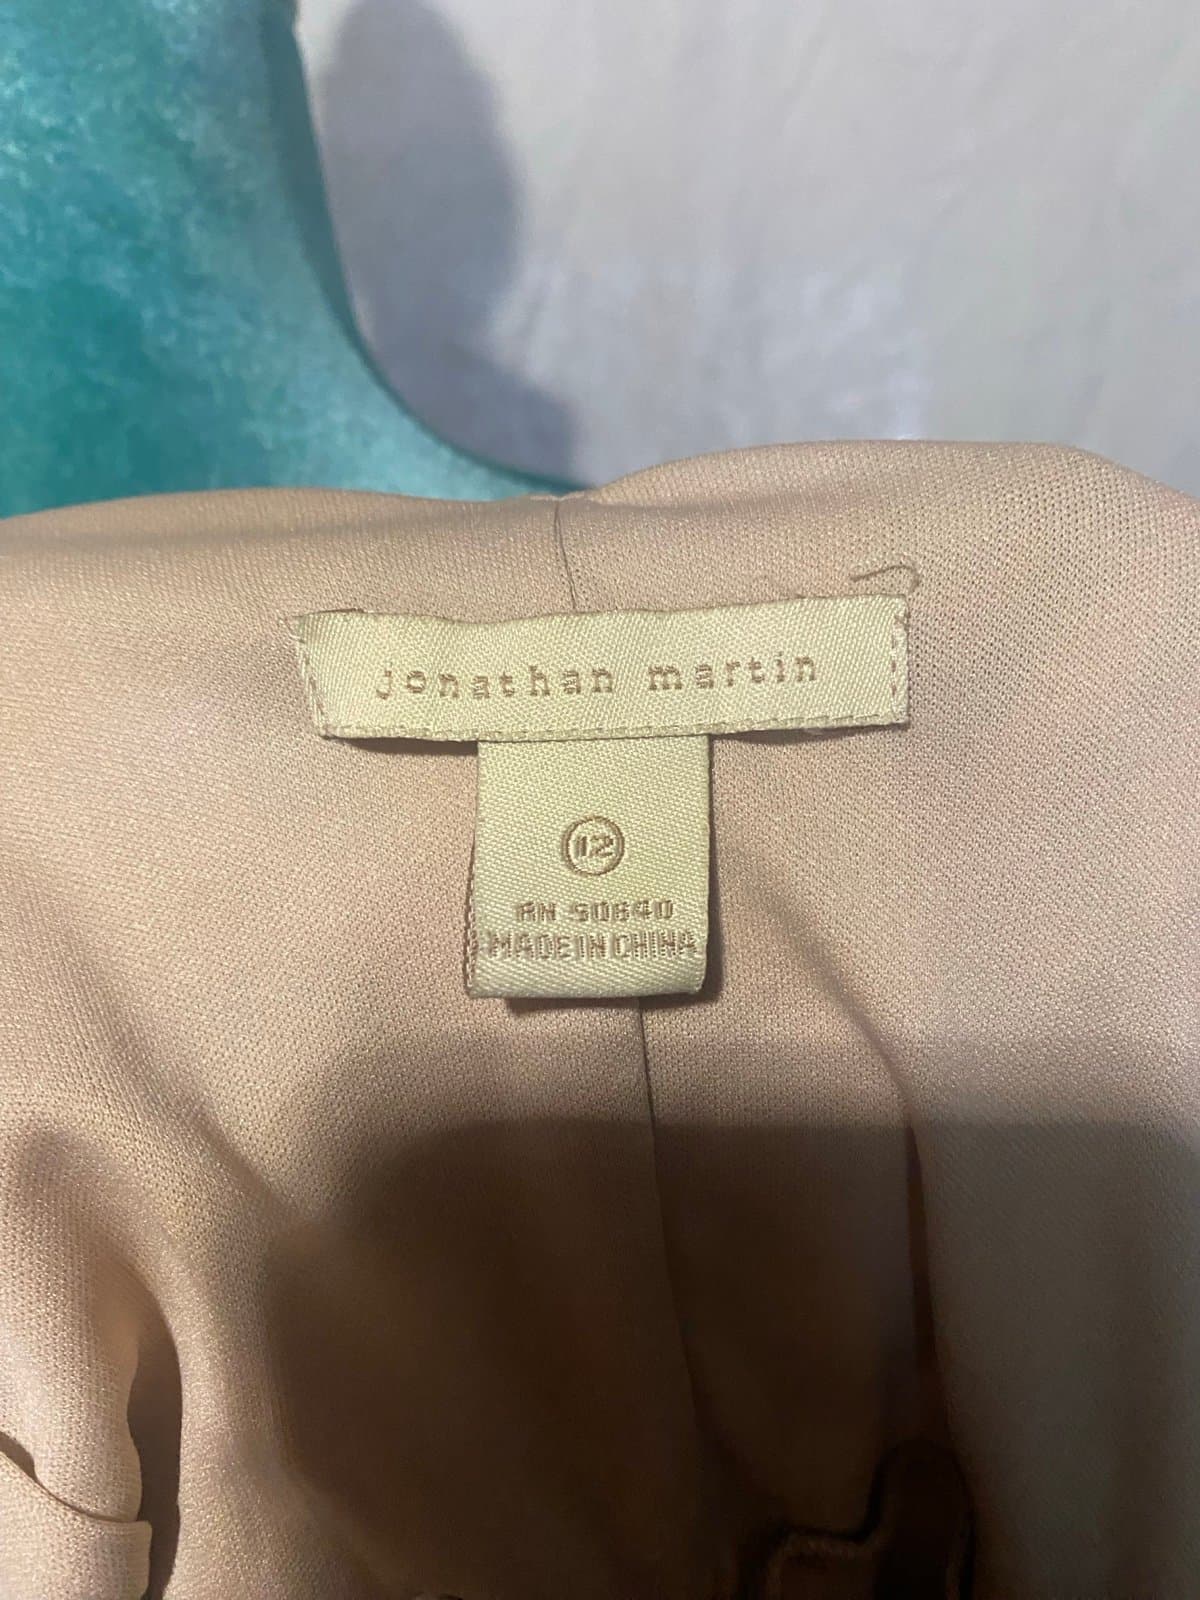 jonathan martin
12
RN 50840
MADE IN CHINA